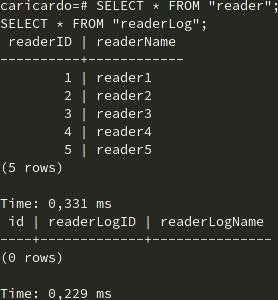 caricardo=# SELECT * FROM "reader";
SELECT * FROM "readerLog";
 readerID | readerName
----------+------------
        1 | reader1
        2 | reader2
        3 | reader3
        4 | reader4
        5 | reader5
(5 rows)

Time: 0,331 ms
 id | readerLogID | readerLogName
----+-------------+---------------
(0 rows)

Time: 0,229 ms